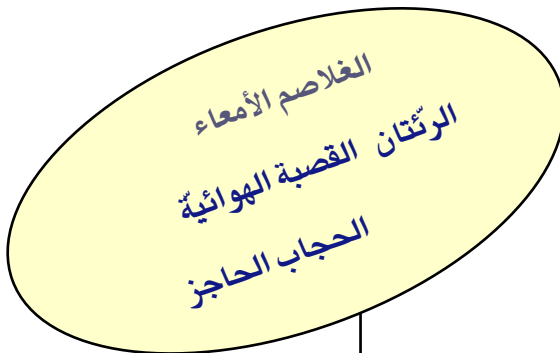 الغلاصم الأمعاء
الرّئتان القصبة الهوائيّة
الحجاب الحاجز